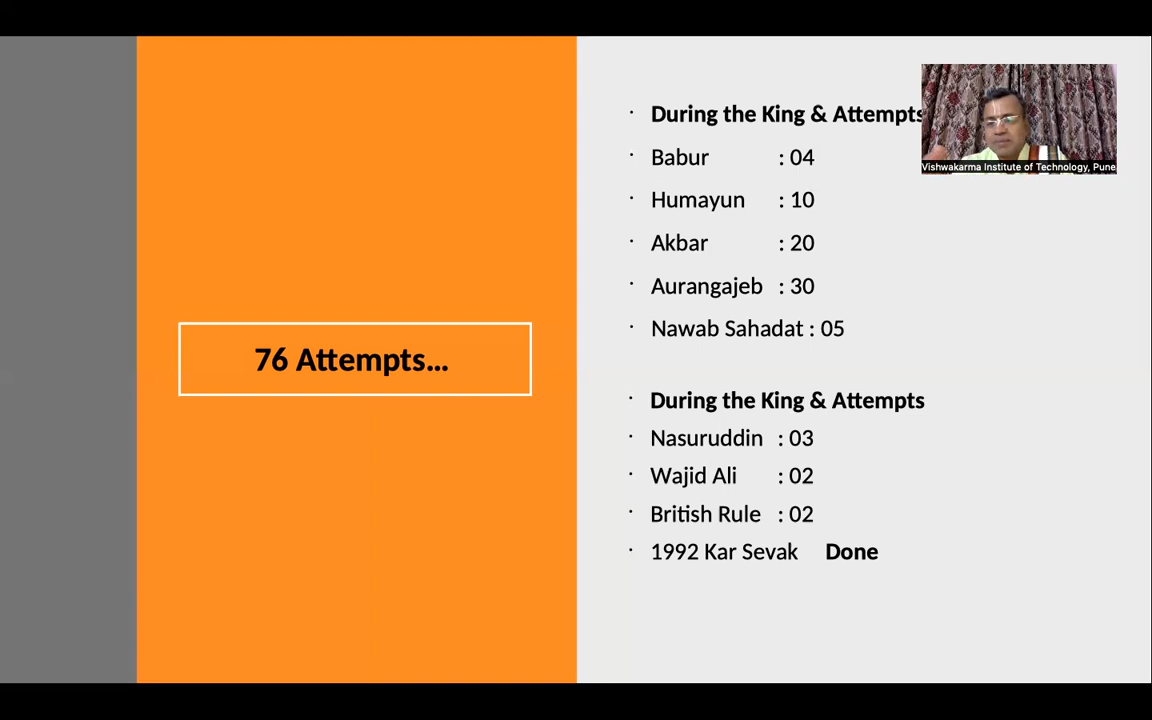 76 Attempts...
During the King & Attempts
Babur : 04
Humayun : 10
Akbar : 20
Aurangajeb : 30
Nawab Sahadat : 05
During the King & Attempts
Nasuruddin : 03
Wajid Ali : 02
British Rule : 02
1992 Kar Sevak Done
Vishwakarma Institute of Technology, Pune